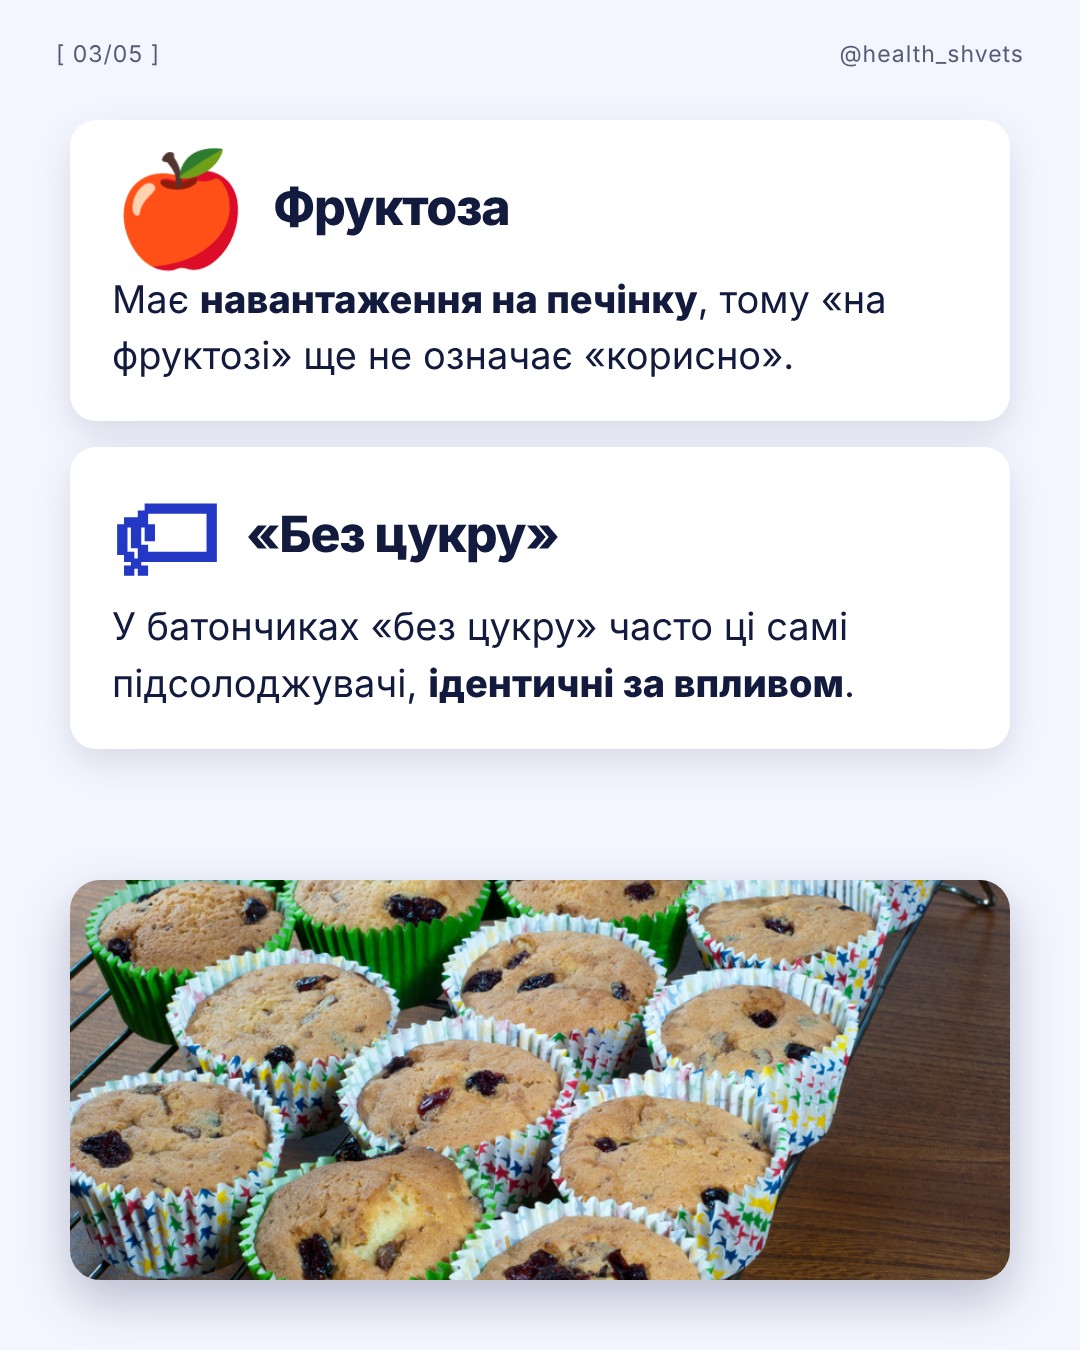 [ 03/05 ]
@health_shvets
Фруктоза
Має навантаження на печінку, тому «на
фруктозі» ще не означає «корисно».
«Без цукру»
У батончиках «без цукру» часто ці самі
підсолоджувачі, ідентичні за впливом.